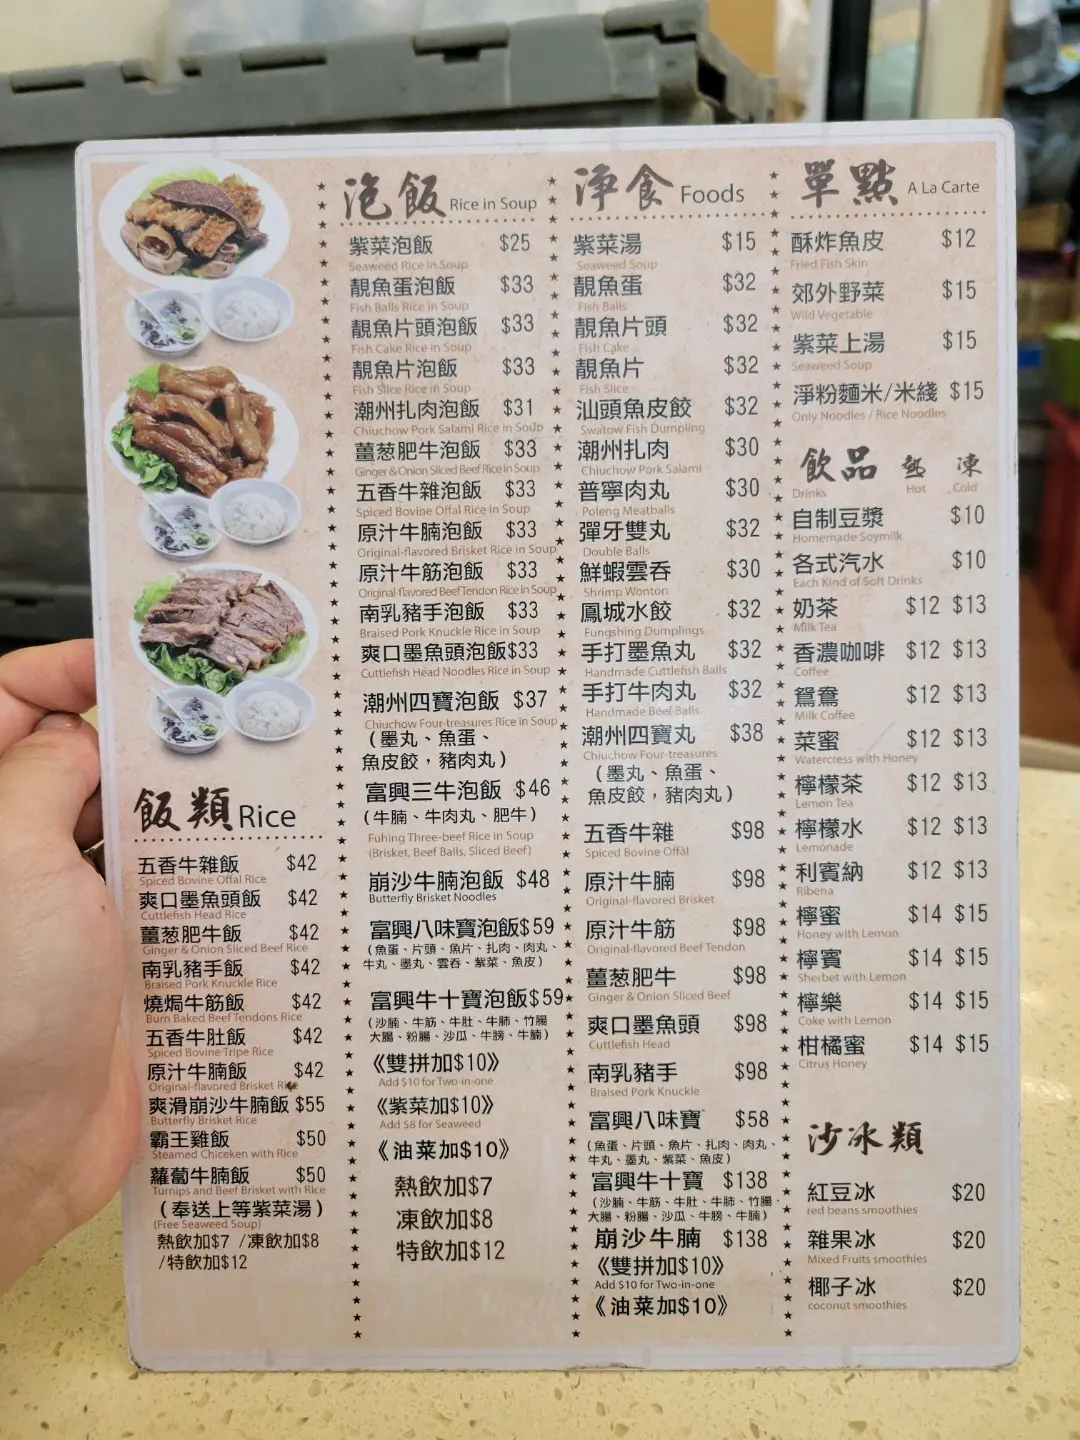 飯類 Rice
五香牛雜飯 $42
Spiced Bovine Offal Rice
爽口墨魚頭飯 $42
Cuttlefish Head Rice
薑葱肥牛飯 $42
Ginger & Onion Sliced Beef Rice
南乳豬手飯 $42
Braised Pork Knuckle Rice
燒焗牛筋飯 $42
Burn Baked Beef Tendons Rice
五香牛肚飯 $42
Spiced Bovine Tripe Rice
原汁牛腩飯 $42
Original-flavored Brisket Rice
爽滑崩沙牛腩飯 $55
Butterfly Brisket Rice
霸王雞飯 $50
Steamed Chiceken with Rice
蘿蔔牛腩飯 $50
Turnips and Beef Brisket with Rice
（奉送上等紫菜湯）
(Free Seaweed Soup)
熱飲加$7 /凍飲加$8
/特飲加$12
泡飯 Rice in Soup
紫菜泡飯 $25
Seaweed Rice in Soup
靚魚蛋泡飯 $33
Fish Balls Rice in Soup
靚魚片頭泡飯 $33
Fish Cake Rice in Soup
靚魚片泡飯 $33
Fish Slice Rice in Soup
潮州扎肉泡飯 $31
Chiuchow Pork Salami Rice in Soup
薑葱肥牛泡飯 $33
Ginger & Onion Sliced Beef Rice in Soup
五香牛雜泡飯 $33
Spiced Bovine Offal Rice in Soup
原汁牛腩泡飯 $33
Original-flavored Brisket Rice in Soup
原汁牛筋泡飯 $33
Original-flavored Beef Tendon Rice in Soup
南乳豬手泡飯 $33
Braised Pork Knuckle Rice in Soup
爽口墨魚頭泡飯 $33
Cuttlefish Head Noodles Rice in Soup
潮州四寶泡飯 $37
Chiuchow Four-treasures Rice in Soup
（墨丸、魚蛋、
魚皮餃，豬肉丸）
富興三牛泡飯 $46
（牛腩、牛肉丸、肥牛）
Fuhing Three-beef Rice in Soup
(Brisket, Beef Balls, Sliced Beef)
崩沙牛腩泡飯 $48
Butterfly Brisket Noodles
富興八味寶泡飯 $59
（魚蛋、片頭、魚片、扎肉、肉丸、
牛丸、墨丸、雲吞、紫菜、魚皮）
富興牛十寶泡飯 $59
（沙腩、牛筋、牛肚、牛肺、竹腸
大腸、粉腸、沙瓜、牛膀、牛腩）
《雙拼加$10》
Add $10 for Two-in-one
《紫菜加$10》
Add $8 for Seaweed
《油菜加$10》
熱飲加$7
凍飲加$8
特飲加$12
淨食 Foods
紫菜湯 $15
Seaweed Soup
靚魚蛋 $32
Fish Balls
靚魚片頭 $32
Fish Cake
靚魚片 $32
Fish Slice
汕頭魚皮餃 $32
Swatow Fish Dumpling
潮州扎肉 $30
Chiuchow Pork Salami
普寧肉丸 $30
Poleng Meatballs
彈牙雙丸 $32
Double Balls
鮮蝦雲吞 $30
Shrimp Wonton
鳳城水餃 $32
Fungshing Dumplings
手打墨魚丸 $32
Handmade Cuttlefish Balls
手打牛肉丸 $32
Handmade Beef Balls
潮州四寶丸 $38
Chiuchow Four-treasures
（墨丸、魚蛋、
魚皮餃，豬肉丸）
五香牛雜 $98
Spiced Bovine Offal
原汁牛腩 $98
Original-flavored Brisket
原汁牛筋 $98
Original-flavored Beef Tendon
薑葱肥牛 $98
Ginger & Onion Sliced Beef
爽口墨魚頭 $98
Cuttlefish Head
南乳豬手 $98
Braised Pork Knuckle
富興八味寶 $58
（魚蛋、片頭、魚片、扎肉、肉丸、
牛丸、墨丸、紫菜、魚皮）
富興牛十寶 $138
（沙腩、牛筋、牛肚、牛肺、竹腸、
大腸、粉腸、沙瓜、牛膀、牛腩）
崩沙牛腩 $138
《雙拼加$10》
Add $10 for Two-in-one
《油菜加$10》
單點 A La Carte
酥炸魚皮 $12
Fried Fish Skin
郊外野菜 $15
Wild Vegetable
紫菜上湯 $15
Seaweed Soup
淨粉麵米/米綫 $15
Only Noodles / Rice Noodles
飲品 熱 凍
Drinks Hot Cold
自制豆漿 $10
Homemade Soymilk
各式汽水 $10
Each Kind of Soft Drinks
奶茶 $12 $13
Milk Tea
香濃咖啡 $12 $13
Coffee
鴛鴦 $12 $13
Milk Coffee
菜蜜 $12 $13
Watercress with Honey
檸檬茶 $12 $13
Lemon Tea
檸檬水 $12 $13
Lemonade
利賓納 $12 $13
Ribena
檸蜜 $14 $15
Honey with Lemon
檸賓 $14 $15
Sherbet with Lemon
檸樂 $14 $15
Coke with Lemon
柑橘蜜 $14 $15
Citrus Honey
沙冰類
紅豆冰 $20
red beans smoothies
雜果冰 $20
Mixed Fruits smoothies
椰子冰 $20
coconut smoothies